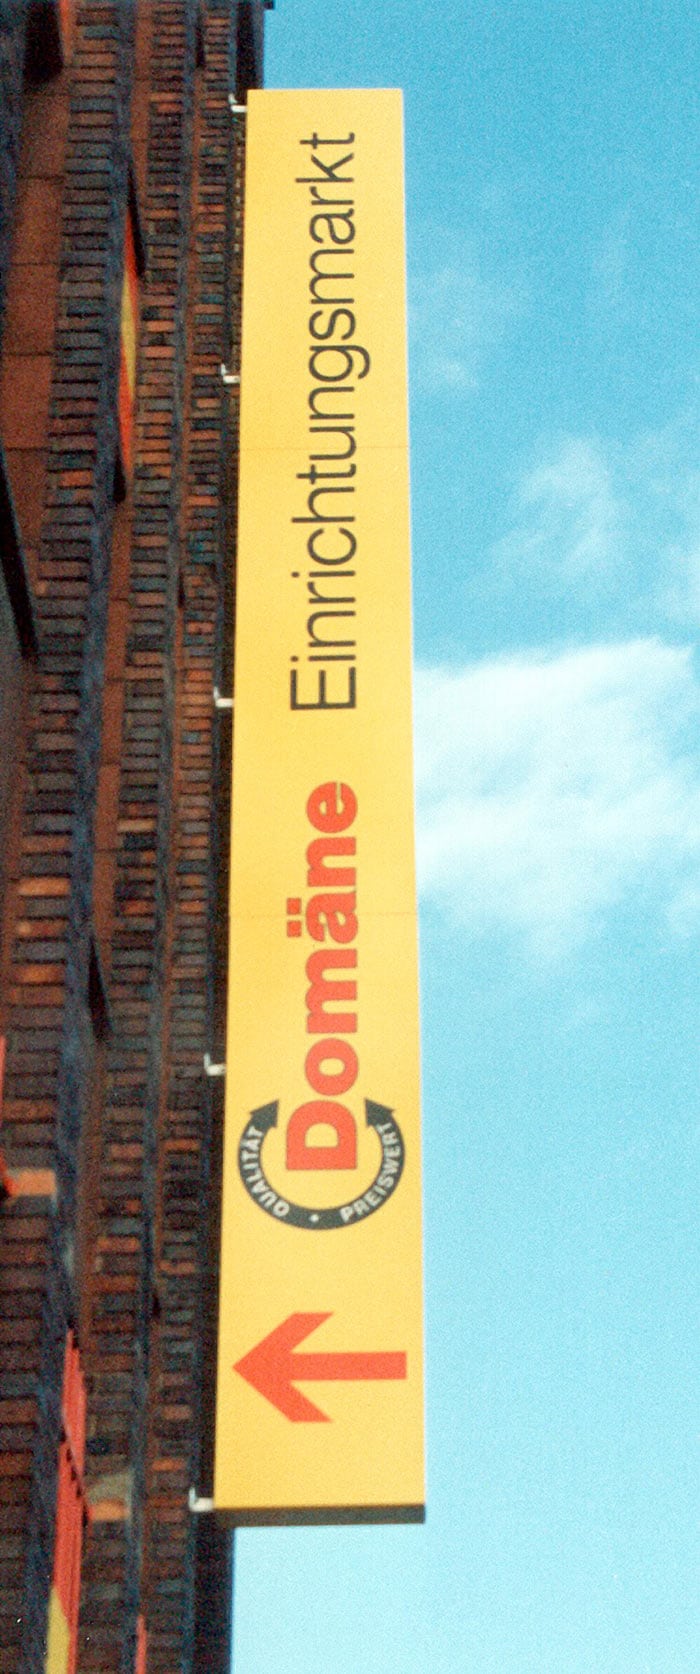 Domäne Einrichtungsmarkt
QUALITÄT · PREISWERT